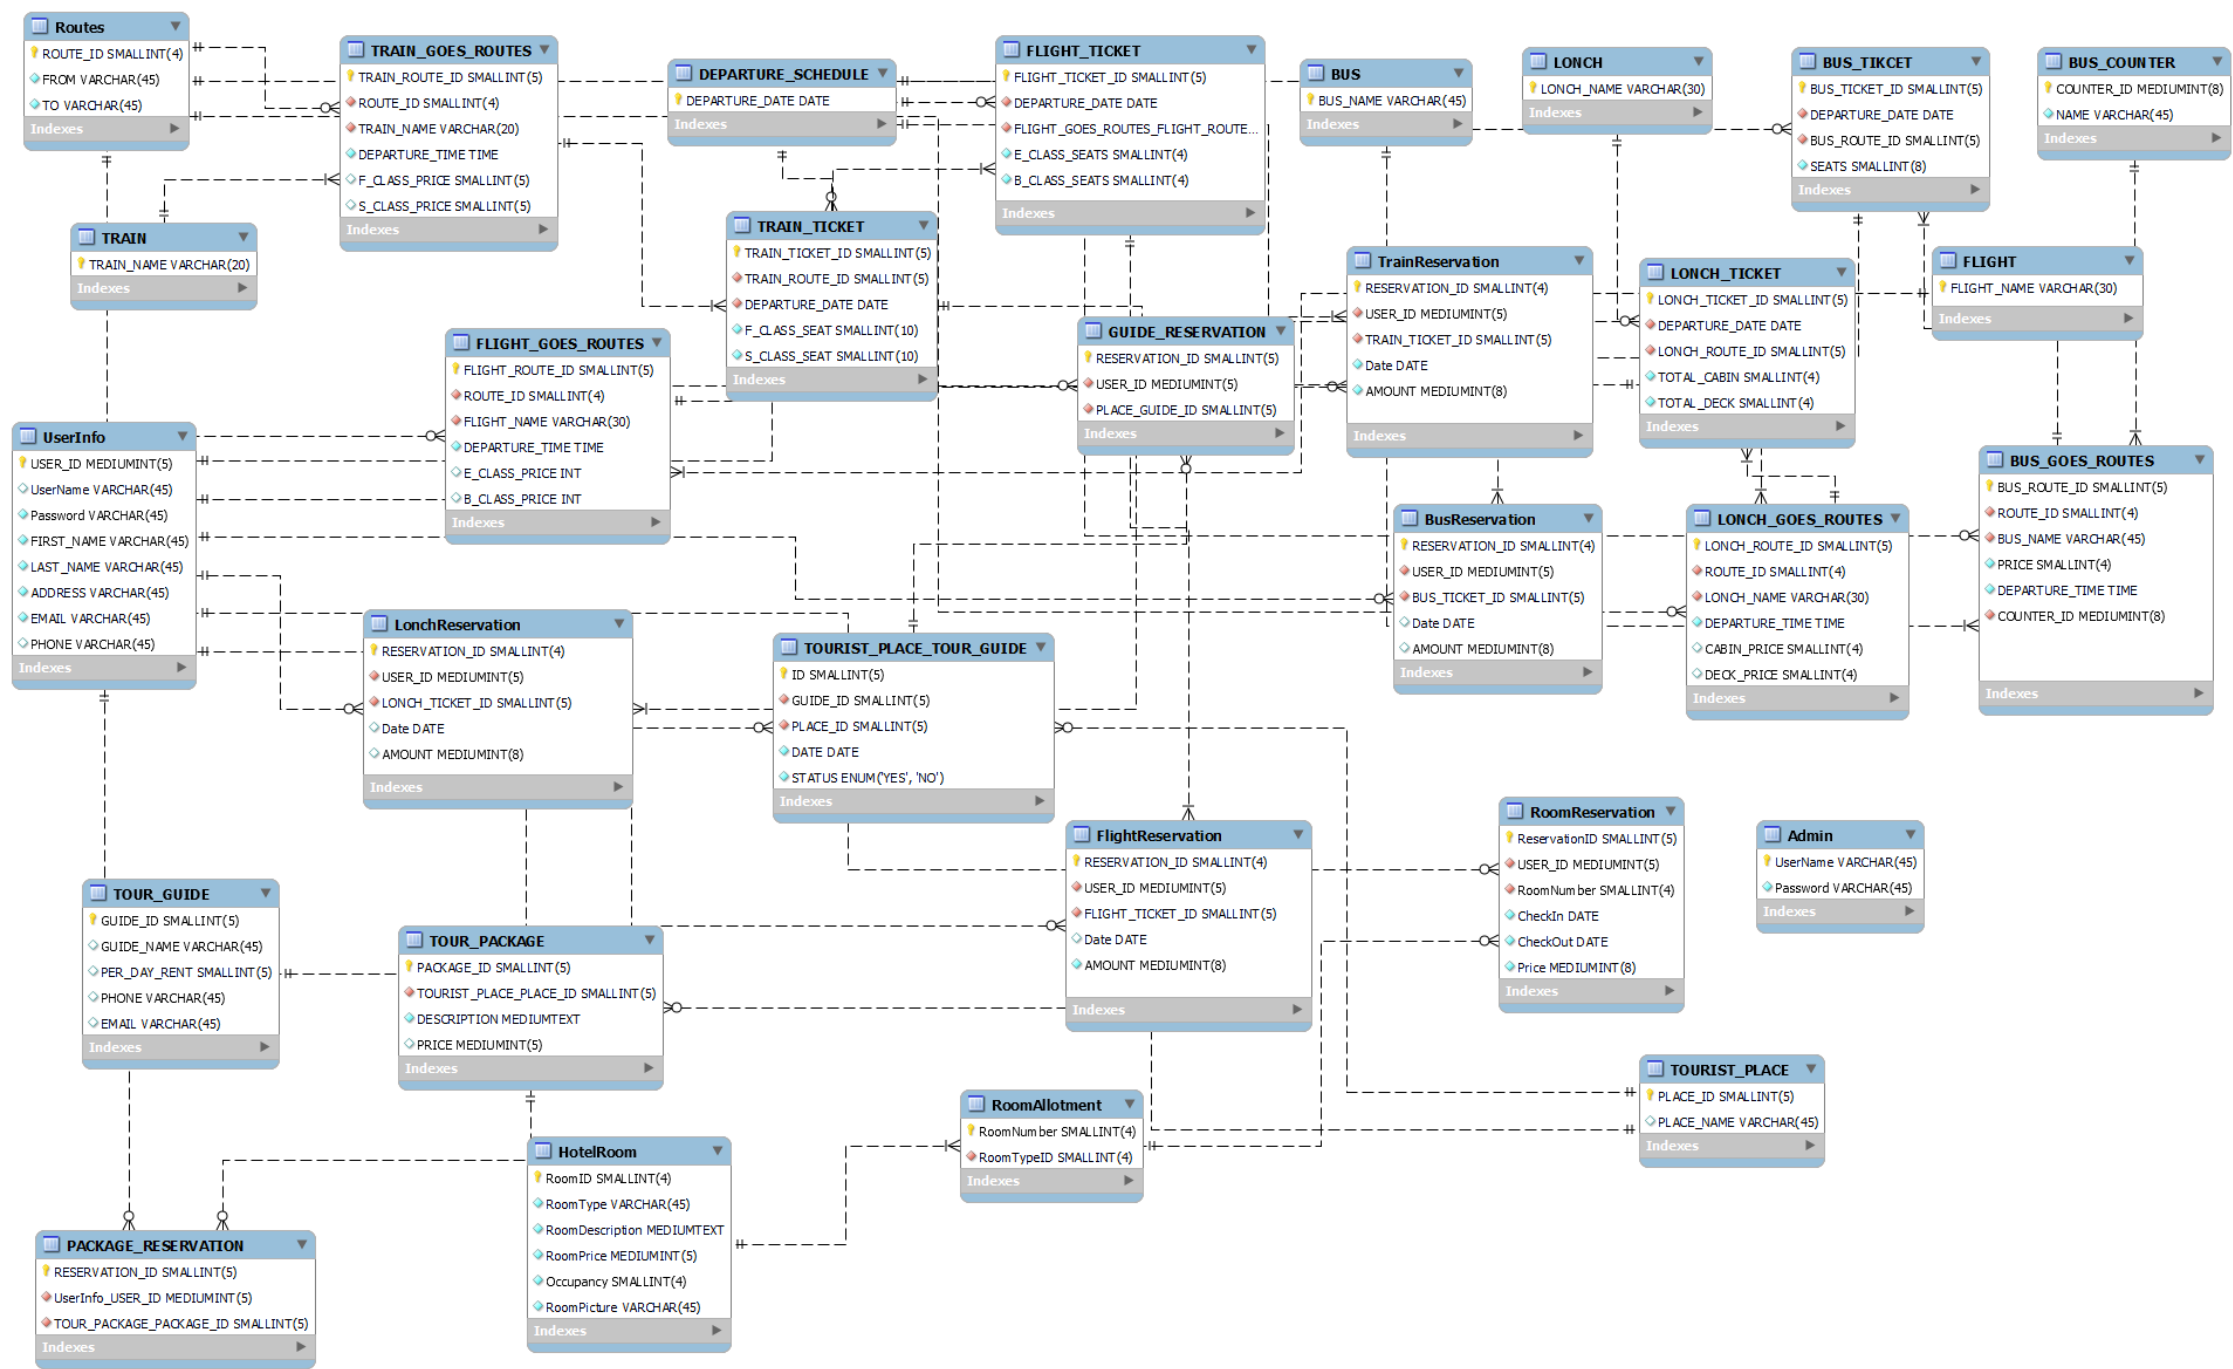 Routes
ROUTE_ID SMALLINT(4)
FROM VARCHAR(45)
TO VARCHAR(45)
Indexes
TRAIN_GOES_ROUTES
TRAIN_ROUTE_ID SMALLINT(5)
ROUTE_ID SMALLINT(4)
TRAIN_NAME VARCHAR(20)
DEPARTURE_TIME TIME
F_CLASS_PRICE SMALLINT(5)
S_CLASS_PRICE SMALLINT(5)
Indexes
DEPARTURE_SCHEDULE
DEPARTURE_DATE DATE
Indexes
FLIGHT_TICKET
FLIGHT_TICKET_ID SMALLINT(5)
DEPARTURE_DATE DATE
FLIGHT_GOES_ROUTES_FLIGHT_ROUTE...
E_CLASS_SEATS SMALLINT(4)
B_CLASS_SEATS SMALLINT(4)
Indexes
BUS
BUS_NAME VARCHAR(45)
Indexes
LONCH
LONCH_NAME VARCHAR(30)
Indexes
BUS_TIKCET
BUS_TICKET_ID SMALLINT(5)
DEPARTURE_DATE DATE
BUS_ROUTE_ID SMALLINT(5)
SEATS SMALLINT(8)
Indexes
BUS_COUNTER
COUNTER_ID MEDIUMINT(8)
NAME VARCHAR(45)
Indexes
TRAIN
TRAIN_NAME VARCHAR(20)
Indexes
TRAIN_TICKET
TRAIN_TICKET_ID SMALLINT(5)
TRAIN_ROUTE_ID SMALLINT(5)
DEPARTURE_DATE DATE
F_CLASS_SEAT SMALLINT(10)
S_CLASS_SEAT SMALLINT(10)
Indexes
TrainReservation
RESERVATION_ID SMALLINT(4)
USER_ID MEDIUMINT(5)
TRAIN_TICKET_ID SMALLINT(5)
Date DATE
AMOUNT MEDIUMINT(8)
Indexes
LONCH_TICKET
LONCH_TICKET_ID SMALLINT(5)
DEPARTURE_DATE DATE
LONCH_ROUTE_ID SMALLINT(5)
TOTAL_CABIN SMALLINT(4)
TOTAL_DECK SMALLINT(4)
Indexes
FLIGHT
FLIGHT_NAME VARCHAR(30)
Indexes
FLIGHT_GOES_ROUTES
FLIGHT_ROUTE_ID SMALLINT(5)
ROUTE_ID SMALLINT(4)
FLIGHT_NAME VARCHAR(30)
DEPARTURE_TIME TIME
E_CLASS_PRICE INT
B_CLASS_PRICE INT
Indexes
GUIDE_RESERVATION
RESERVATION_ID SMALLINT(5)
USER_ID MEDIUMINT(5)
PLACE_GUIDE_ID SMALLINT(5)
Indexes
UserInfo
USER_ID MEDIUMINT(5)
UserName VARCHAR(45)
Password VARCHAR(45)
FIRST_NAME VARCHAR(45)
LAST_NAME VARCHAR(45)
ADDRESS VARCHAR(45)
EMAIL VARCHAR(45)
PHONE VARCHAR(45)
Indexes
BusReservation
RESERVATION_ID SMALLINT(4)
USER_ID MEDIUMINT(5)
BUS_TICKET_ID SMALLINT(5)
Date DATE
AMOUNT MEDIUMINT(8)
Indexes
LONCH_GOES_ROUTES
LONCH_ROUTE_ID SMALLINT(5)
ROUTE_ID SMALLINT(4)
LONCH_NAME VARCHAR(30)
DEPARTURE_TIME TIME
CABIN_PRICE SMALLINT(4)
DECK_PRICE SMALLINT(4)
Indexes
BUS_GOES_ROUTES
BUS_ROUTE_ID SMALLINT(5)
ROUTE_ID SMALLINT(4)
BUS_NAME VARCHAR(45)
PRICE SMALLINT(4)
DEPARTURE_TIME TIME
COUNTER_ID MEDIUMINT(8)
Indexes
LonchReservation
RESERVATION_ID SMALLINT(4)
USER_ID MEDIUMINT(5)
LONCH_TICKET_ID SMALLINT(5)
Date DATE
AMOUNT MEDIUMINT(8)
Indexes
TOURIST_PLACE_TOUR_GUIDE
ID SMALLINT(5)
GUIDE_ID SMALLINT(5)
PLACE_ID SMALLINT(5)
DATE DATE
STATUS ENUM('YES', 'NO')
Indexes
FlightReservation
RESERVATION_ID SMALLINT(4)
USER_ID MEDIUMINT(5)
FLIGHT_TICKET_ID SMALLINT(5)
Date DATE
AMOUNT MEDIUMINT(8)
Indexes
RoomReservation
ReservationID SMALLINT(5)
USER_ID MEDIUMINT(5)
RoomNumber SMALLINT(4)
CheckIn DATE
CheckOut DATE
Price MEDIUMINT(8)
Indexes
Admin
UserName VARCHAR(45)
Password VARCHAR(45)
Indexes
TOUR_GUIDE
GUIDE_ID SMALLINT(5)
GUIDE_NAME VARCHAR(45)
PER_DAY_RENT SMALLINT(5)
PHONE VARCHAR(45)
EMAIL VARCHAR(45)
Indexes
TOUR_PACKAGE
PACKAGE_ID SMALLINT(5)
TOURIST_PLACE_PLACE_ID SMALLINT(5)
DESCRIPTION MEDIUMTEXT
PRICE MEDIUMINT(5)
Indexes
TOURIST_PLACE
PLACE_ID SMALLINT(5)
PLACE_NAME VARCHAR(45)
Indexes
RoomAllotment
RoomNumber SMALLINT(4)
RoomTypeID SMALLINT(4)
Indexes
HotelRoom
RoomID SMALLINT(4)
RoomType VARCHAR(45)
RoomDescription MEDIUMTEXT
RoomPrice MEDIUMINT(5)
Occupancy SMALLINT(4)
RoomPicture VARCHAR(45)
Indexes
PACKAGE_RESERVATION
RESERVATION_ID SMALLINT(5)
UserInfo_USER_ID MEDIUMINT(5)
TOUR_PACKAGE_PACKAGE_ID SMALLINT(5)
Indexes